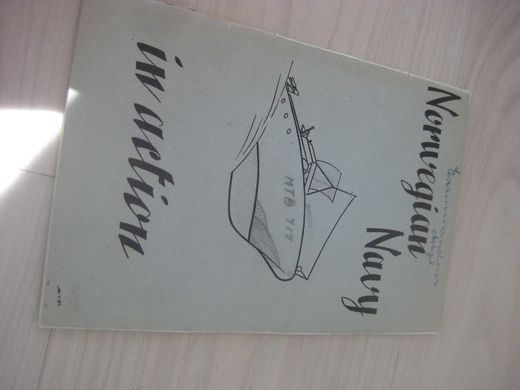 Norwegian
Navy
MTB 717
in action